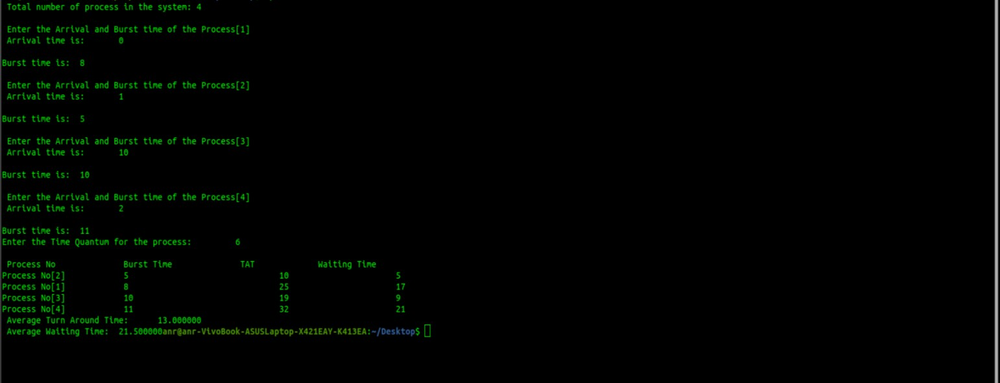 Total number of process in the system: 4
Enter the Arrival and Burst time of the Process[1]
Arrival time is: 0
Burst time is: 8
Enter the Arrival and Burst time of the Process[2]
Arrival time is: 1
Burst time is: 5
Enter the Arrival and Burst time of the Process[3]
Arrival time is: 10
Burst time is: 10
Enter the Arrival and Burst time of the Process[4]
Arrival time is: 2
Burst time is: 11
Enter the Time Quantum for the process: 6
Process No Burst Time TAT Waiting Time
Process No[2] 5 10 5
Process No[1] 8 25 17
Process No[3] 10 19 9
Process No[4] 11 32 21
Average Turn Around Time: 13.000000
Average Waiting Time: 21.500000anr@anr-VivoBook-ASUSLaptop-X421EAY-K413EA:~/Desktop$